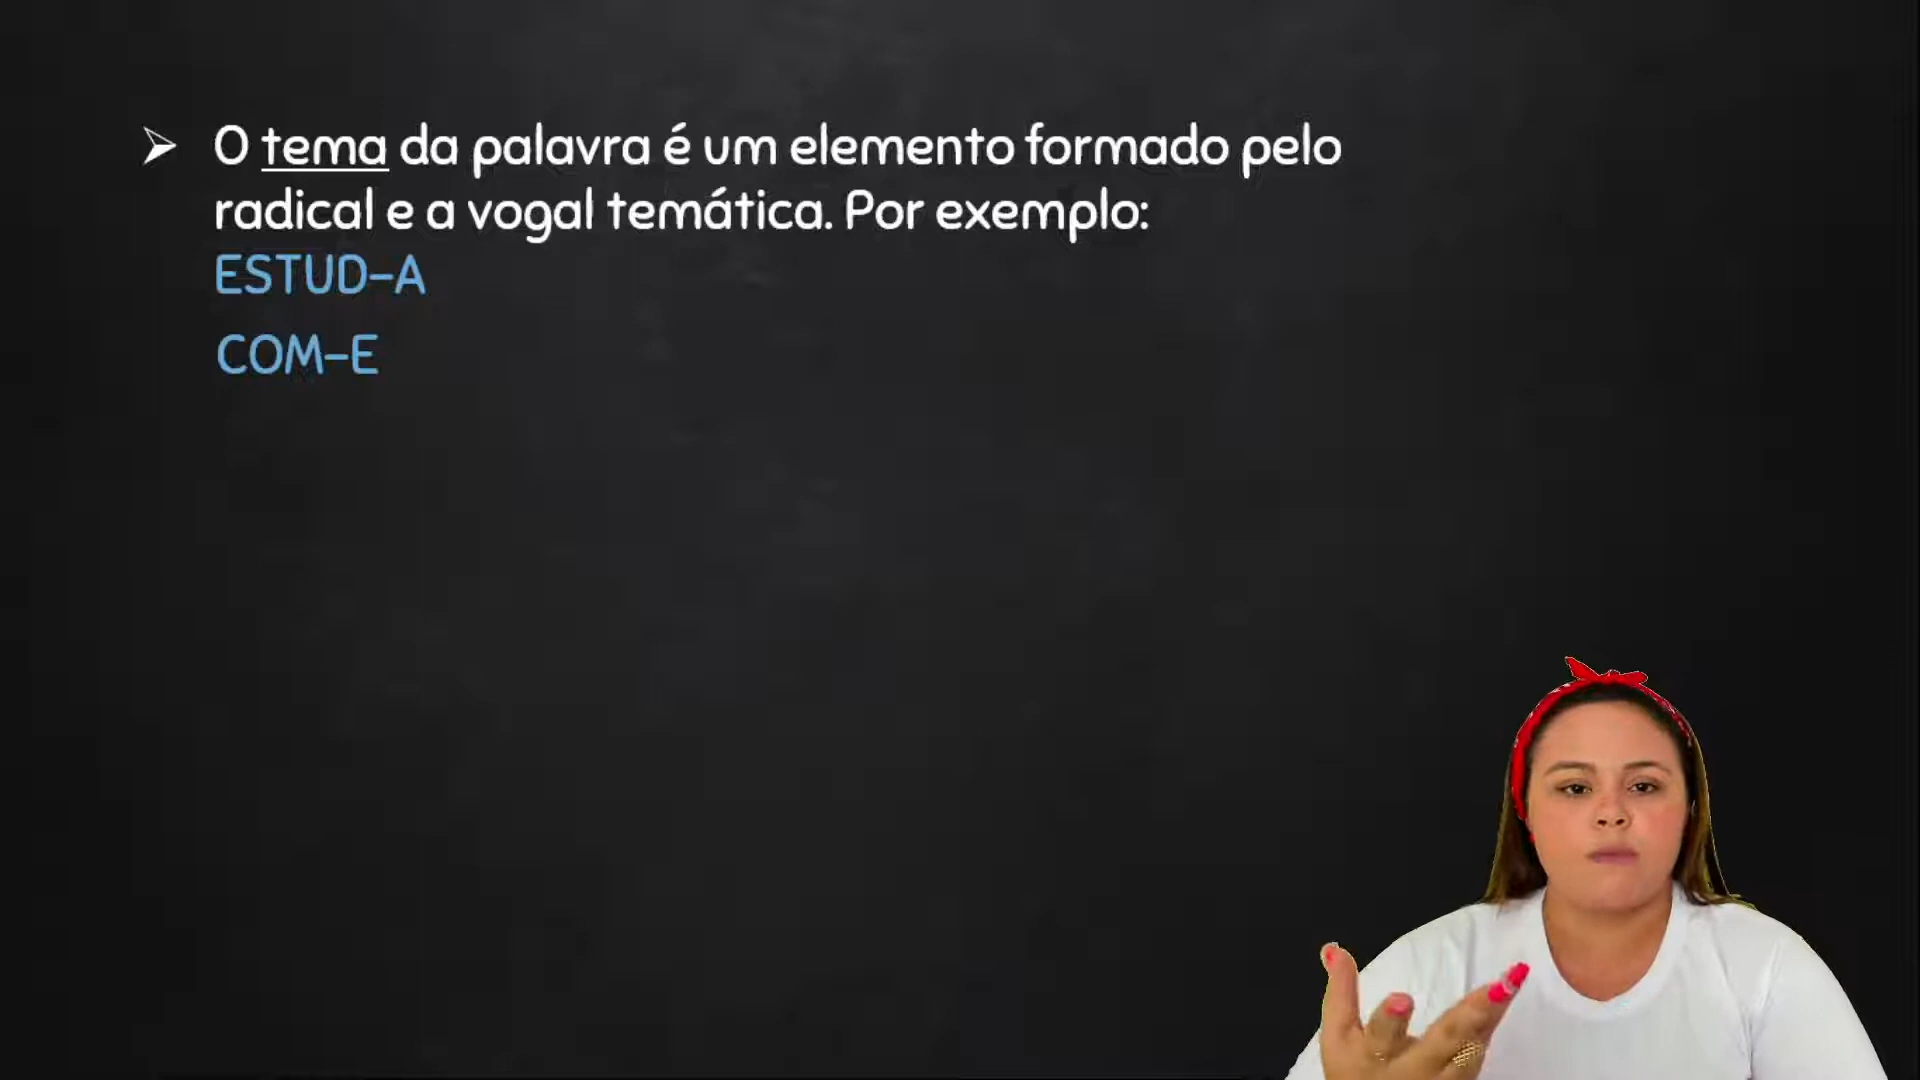 O tema da palavra é um elemento formado pelo
radical e a vogal temática. Por exemplo:
ESTUD-A
COM-E